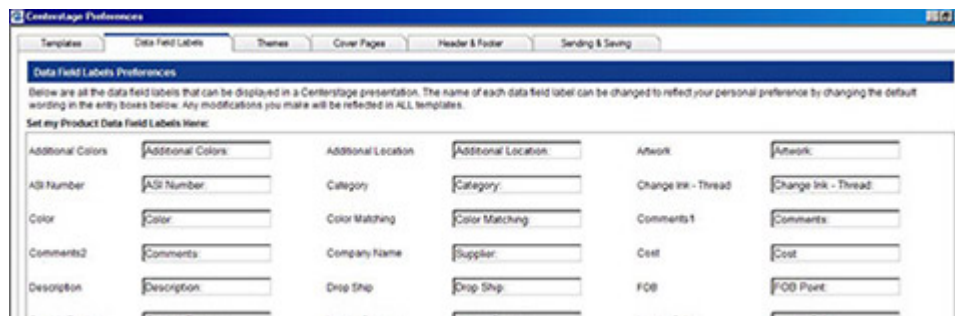 Centerstage Preferences
Templates Data Field Labels Themes Cover Pages Header & Footer Sending & Saving
Data Field Labels Preferences
Below are all the data field labels that can be displayed in a Centerstage presentation. The name of each data field label can be changed to reflect your personal preference by changing the default
wording in the entry boxes below. Any modifications you make will be reflected in ALL templates.
Set my Product Data Field Labels Here:
Additional Colors Additional Colors: Additional Location Additional Location: Artwork Artwork:
ASI Number ASI Number: Category Category: Change Ink - Thread Change Ink - Thread:
Color Color: Color Matching Color Matching: Comments1 Comments:
Comments2 Comments: Company Name Supplier: Cost Cost
Description Description: Drop Ship Drop Ship: FOB FOB Point: